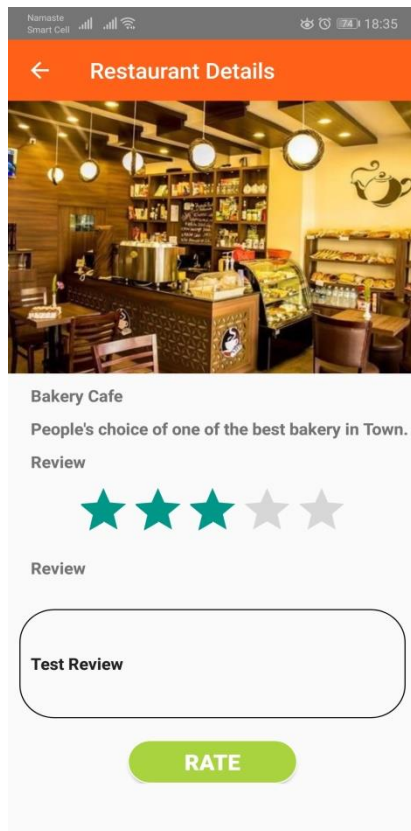 Namaste
Smart Cell
74
18:35
Restaurant Details
Bakery Cafe
People's choice of one of the best bakery in Town.
Review
Review
Test Review
RATE